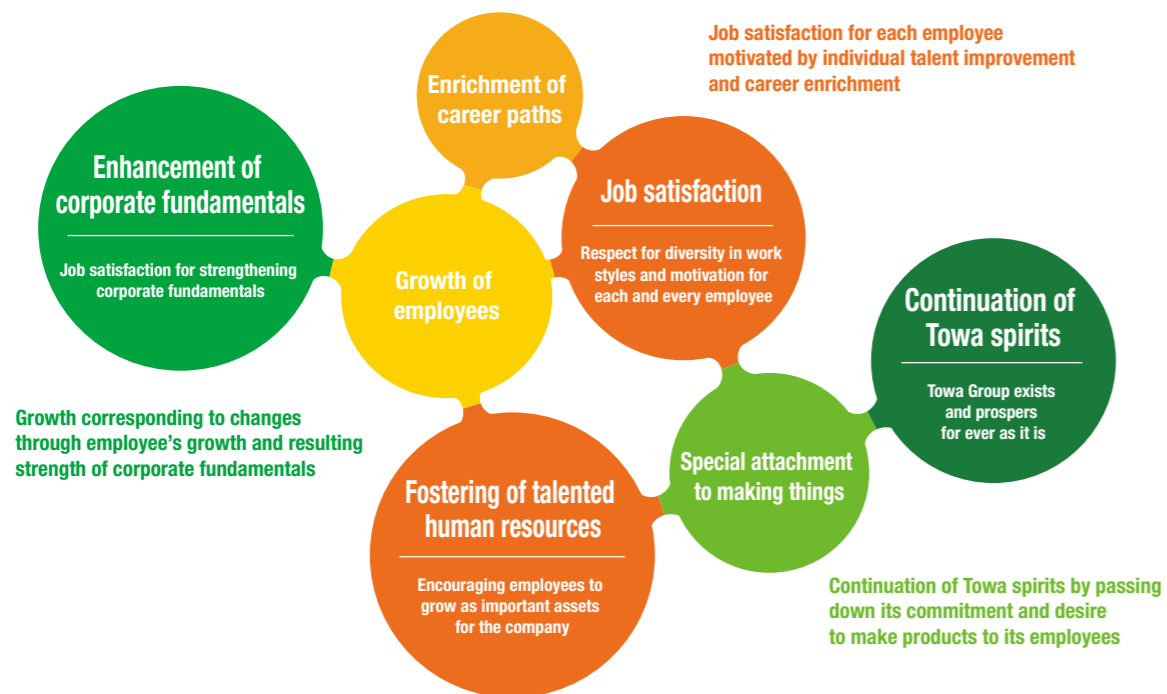 Job satisfaction for each employee
motivated by individual talent improvement
and career enrichment
Enrichment of
career paths
Enhancement of
corporate fundamentals
Job satisfaction for strengthening
corporate fundamentals
Job satisfaction
Respect for diversity in work
styles and motivation for
each and every employee
Growth of
employees
Continuation of
Towa spirits
Towa Group exists
and prospers
for ever as it is
Growth corresponding to changes
through employee’s growth and resulting
strength of corporate fundamentals
Special attachment
to making things
Fostering of talented
human resources
Encouraging employees to
grow as important assets
for the company
Continuation of Towa spirits by passing
down its commitment and desire
to make products to its employees